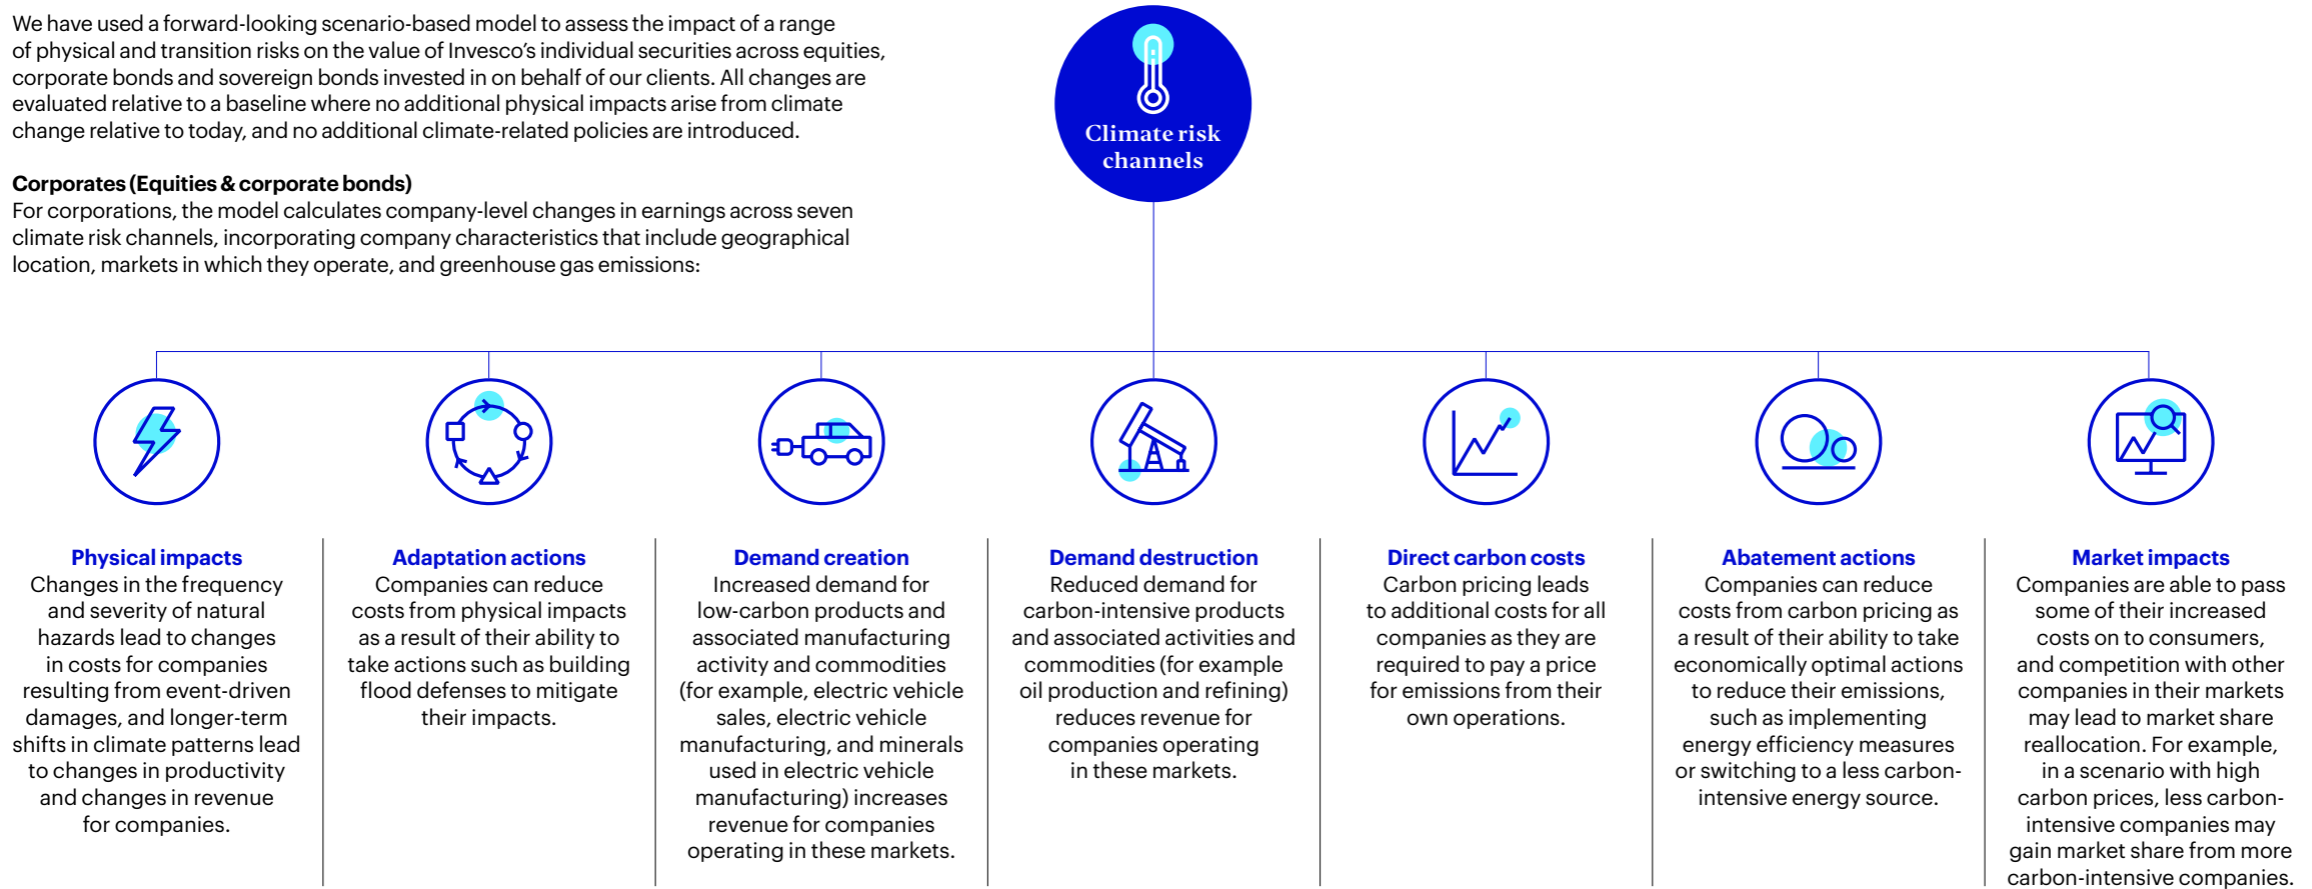 We have used a forward-looking scenario-based model to assess the impact of a range
of physical and transition risks on the value of Invesco’s individual securities across equities,
corporate bonds and sovereign bonds invested in on behalf of our clients. All changes are
evaluated relative to a baseline where no additional physical impacts arise from climate
change relative to today, and no additional climate-related policies are introduced.
Corporates (Equities & corporate bonds)
For corporations, the model calculates company-level changes in earnings across seven
climate risk channels, incorporating company characteristics that include geographical
location, markets in which they operate, and greenhouse gas emissions:
Climate risk
channels
Physical impacts
Changes in the frequency
and severity of natural
hazards lead to changes
in costs for companies
resulting from event-driven
damages, and longer-term
shifts in climate patterns lead
to changes in productivity
and changes in revenue
for companies.
Adaptation actions
Companies can reduce
costs from physical impacts
as a result of their ability to
take actions such as building
flood defenses to mitigate
their impacts.
Demand creation
Increased demand for
low-carbon products and
associated manufacturing
activity and commodities
(for example, electric vehicle
sales, electric vehicle
manufacturing, and minerals
used in electric vehicle
manufacturing) increases
revenue for companies
operating in these markets.
Demand destruction
Reduced demand for
carbon-intensive products
and associated activities and
commodities (for example
oil production and refining)
reduces revenue for
companies operating
in these markets.
Direct carbon costs
Carbon pricing leads
to additional costs for all
companies as they are
required to pay a price
for emissions from their
own operations.
Abatement actions
Companies can reduce
costs from carbon pricing as
a result of their ability to take
economically optimal actions
to reduce their emissions,
such as implementing
energy efficiency measures
or switching to a less carbon-
intensive energy source.
Market impacts
Companies are able to pass
some of their increased
costs on to consumers,
and competition with other
companies in their markets
may lead to market share
reallocation. For example,
in a scenario with high
carbon prices, less carbon-
intensive companies may
gain market share from more
carbon-intensive companies.